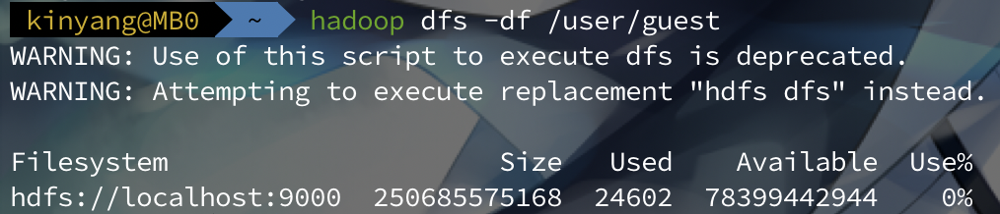 kinyang@MB0 ~ hadoop dfs -df /user/guest
WARNING: Use of this script to execute dfs is deprecated.
WARNING: Attempting to execute replacement "hdfs dfs" instead.
Filesystem Size Used Available Use%
hdfs://localhost:9000 250685575168 24602 78399442944 0%